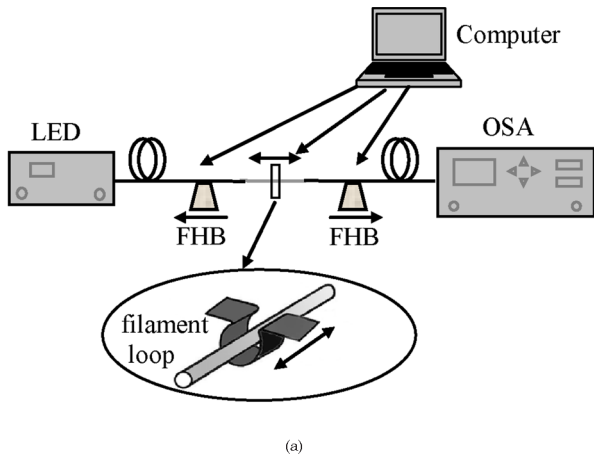 Computer
LED
OSA
FHB
FHB
filament
loop
(a)